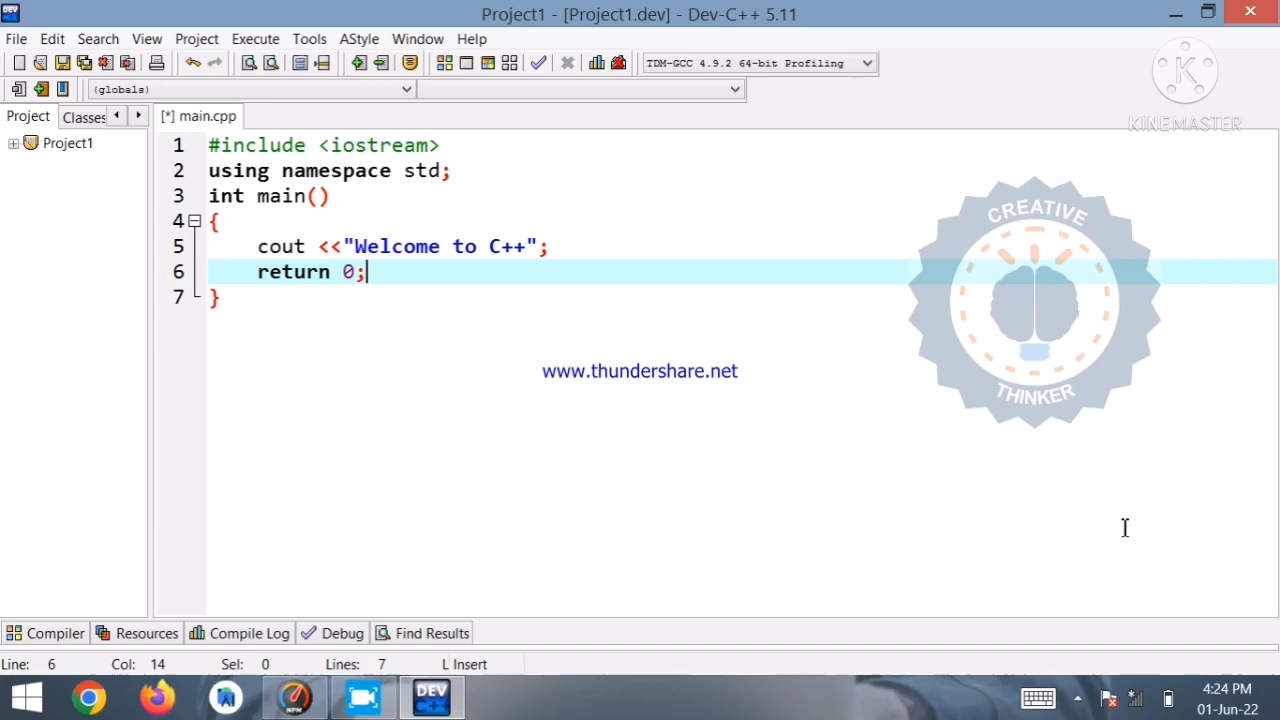 Project1 - [Project1.dev] - Dev-C++ 5.11
File Edit Search View Project Execute Tools AStyle Window Help
TDM-GCC 4.9.2 64-bit Profiling
(globals)
Project Classes [*] main.cpp
Project1
1 #include <iostream>
2 using namespace std;
3 int main()
4 {
5 cout <<"Welcome to C++";
6 return 0;
7 }
K
KINEMASTER
CREATIVE
THINKER
www.thundershare.net
Compiler Resources Compile Log Debug Find Results
Line: 6 Col: 14 Sel: 0 Lines: 7 L Insert
DEV
C++
4:24 PM
01-Jun-22